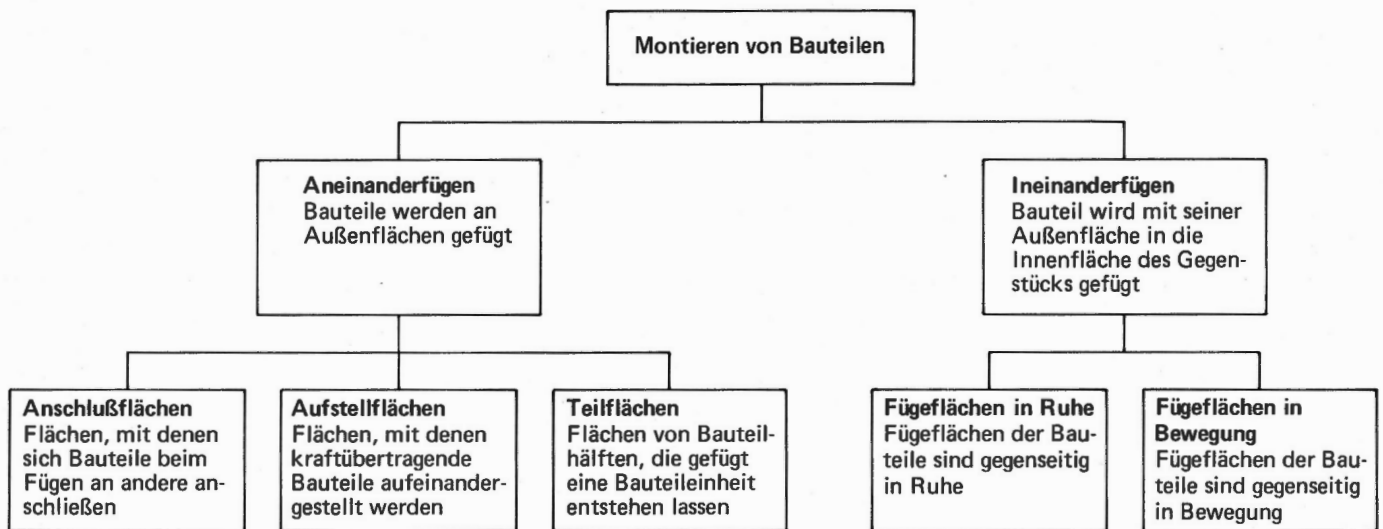 Montieren von Bauteilen
Aneinanderfügen
Bauteile werden an
Außenflächen gefügt
Ineinanderfügen
Bauteil wird mit seiner
Außenfläche in die
Innenfläche des Gegen-
stücks gefügt
Anschlußflächen
Flächen, mit denen
sich Bauteile beim
Fügen an andere an-
schließen
Aufstellflächen
Flächen, mit denen
kraftübertragende
Bauteile aufeinander-
gestellt werden
Teilflächen
Flächen von Bauteil-
hälften, die gefügt
eine Bauteileinheit
entstehen lassen
Fügeflächen in Ruhe
Fügeflächen der Bau-
teile sind gegenseitig
in Ruhe
Fügeflächen in
Bewegung
Fügeflächen der Bau-
teile sind gegenseitig
in Bewegung